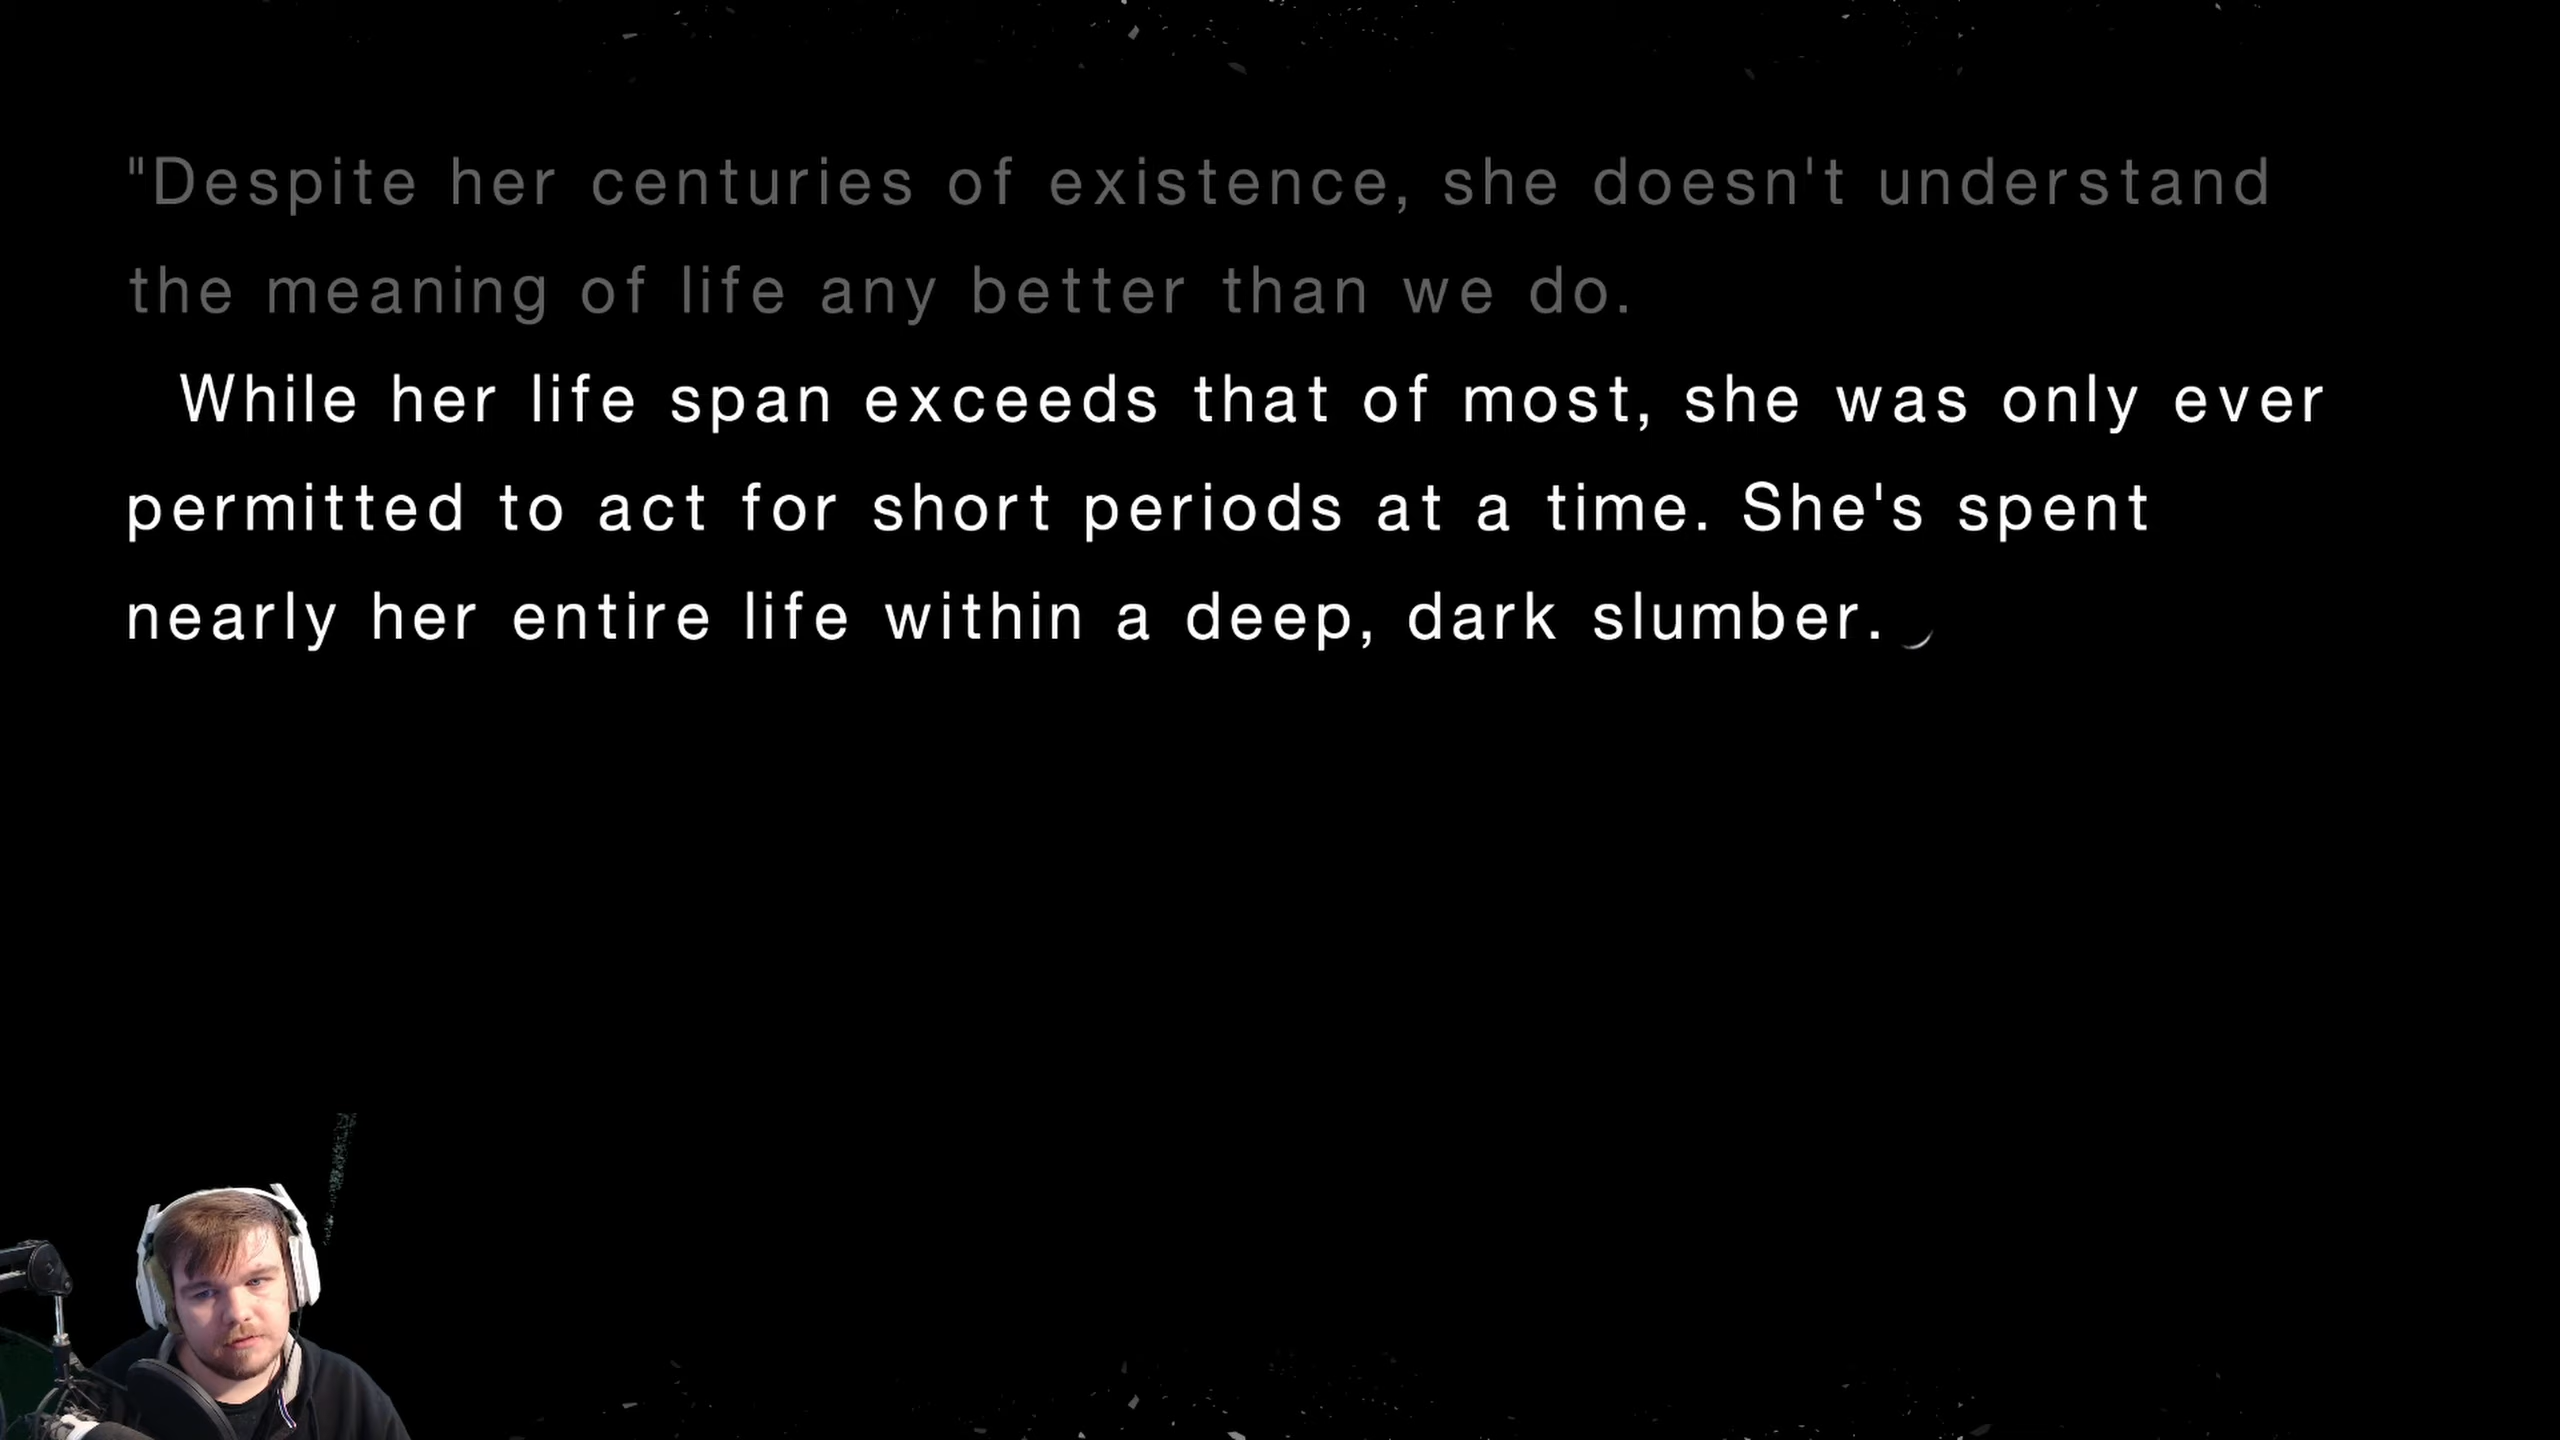 "Despite her centuries of existence, she doesn't understand
the meaning of life any better than we do.
While her life span exceeds that of most, she was only ever
permitted to act for short periods at a time. She's spent
nearly her entire life within a deep, dark slumber.